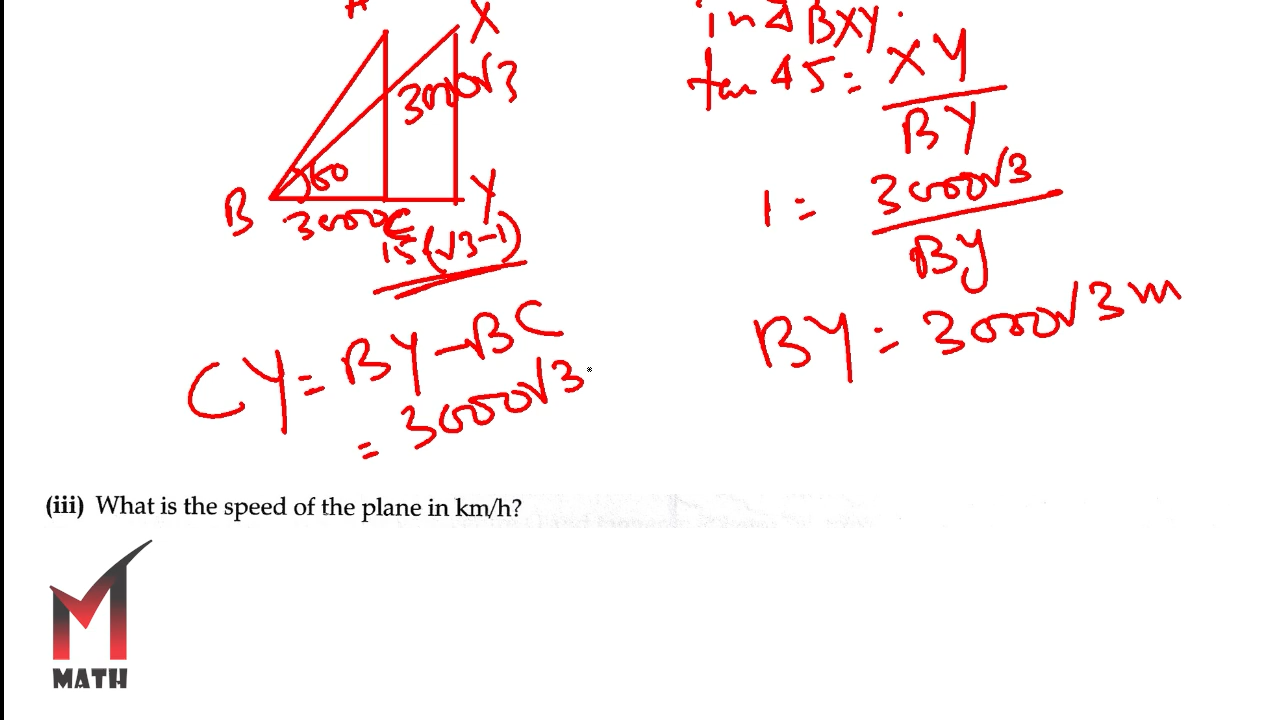 X
in Δ BXY
tan 45 = XY
BY
3000√3
60
B
Y
3000
C
15(√3-1)
1 = 3000√3
BY
BY = 3000√3 m
CY = BY - BC
= 3000√3
(iii) What is the speed of the plane in km/h?
MATH